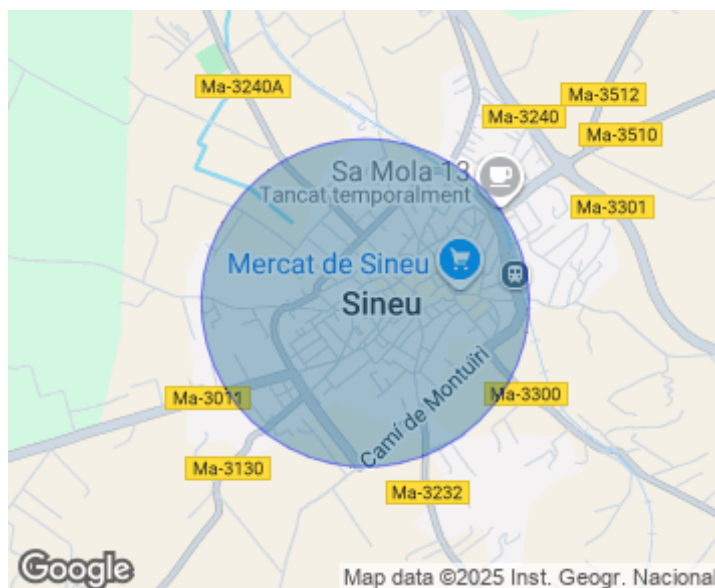 Ma-3240A
Ma-3512
Ma-3240
Ma-3510
Sa Mola 13
Tancat temporalment
Ma-3301
Mercat de Sineu
Sineu
Camí de Montuïri
Ma-3011
Ma-3300
Ma-3130
Ma-3232
Google
Map data ©2025 Inst. Geogr. Nacional